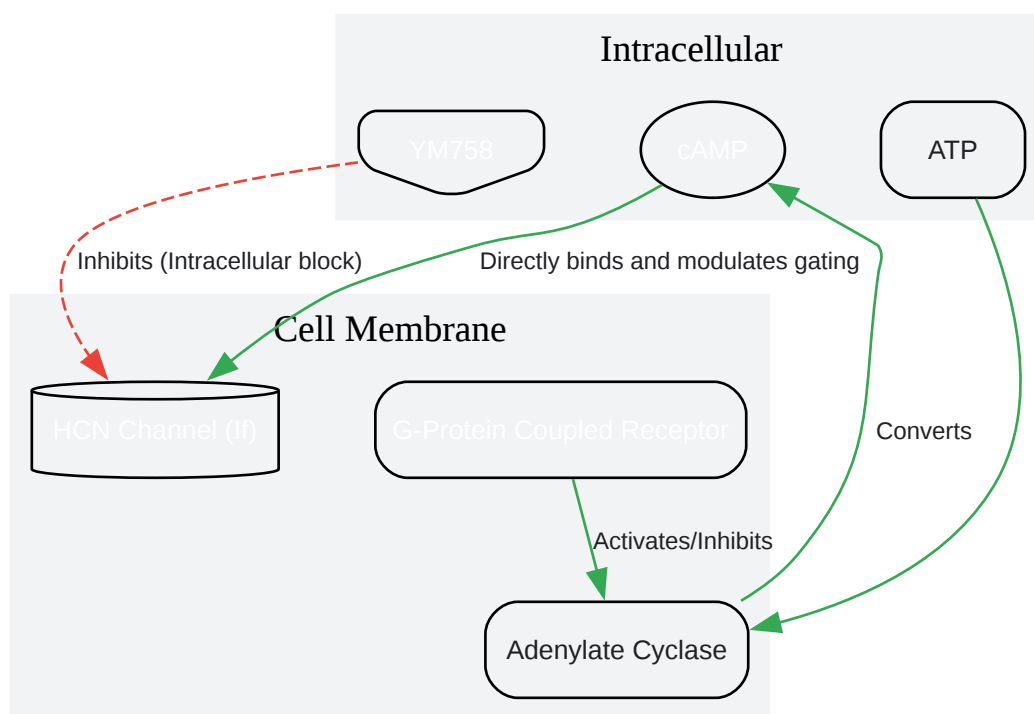 Intracellular
YM758
cAMP
ATP
Inhibits (Intracellular block)
Directly binds and modulates gating
Cell Membrane
HCN Channel (If)
G-Protein Coupled Receptor
Converts
Activates/Inhibits
Adenylate Cyclase